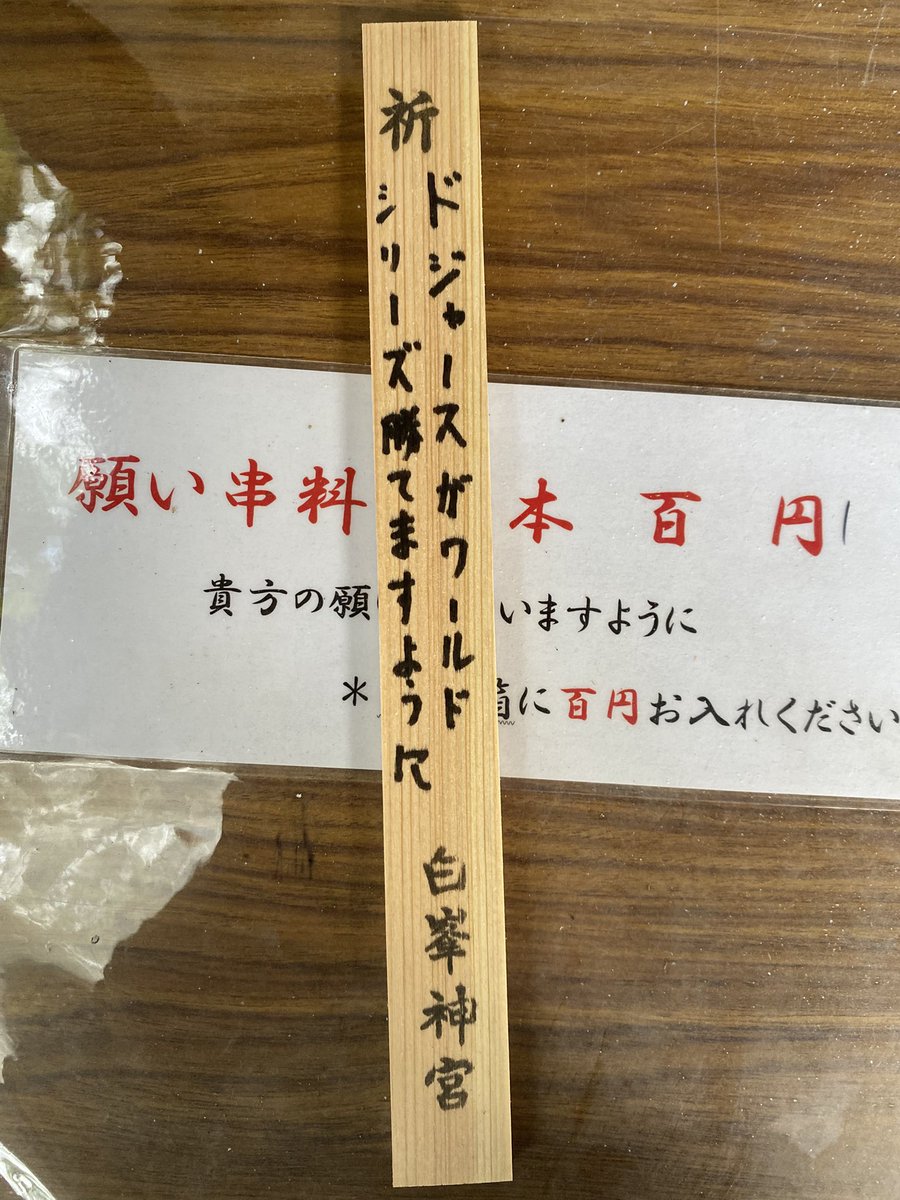 祈
ドジャースがワールド
シリーズ勝てますように
白峯神宮
願い串料 本 百円
貴方の願 いますように
* に百円お入れください